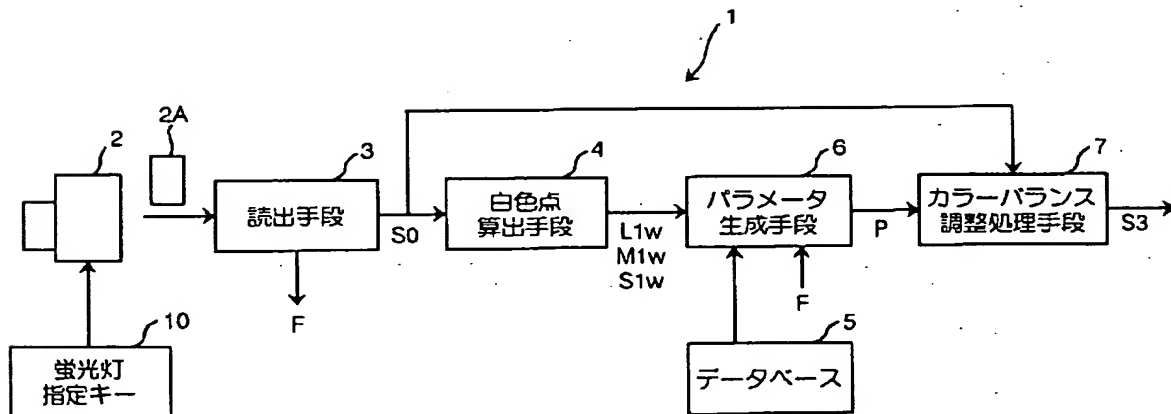 1
2A
2
3
4
6
7
読出手段
S0
白色点
算出手段
L1w
M1w
S1w
パラメータ
生成手段
P
カラーバランス
調整処理手段
S3
F
F
10
蛍光灯
指定キー
5
データベース